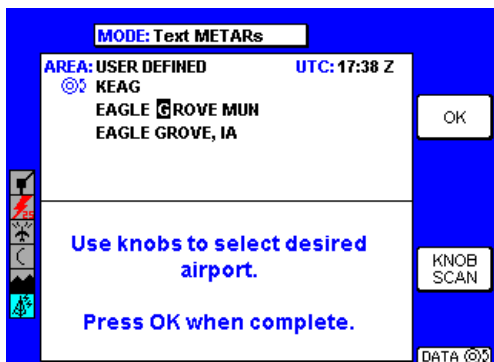 MODE: Text METARs
AREA: USER DEFINED UTC: 17:38 Z
KEAG
EAGLE GROVE MUN
EAGLE GROVE, IA
OK
25
Use knobs to select desired
airport.
KNOB
SCAN
Press OK when complete.
DATA